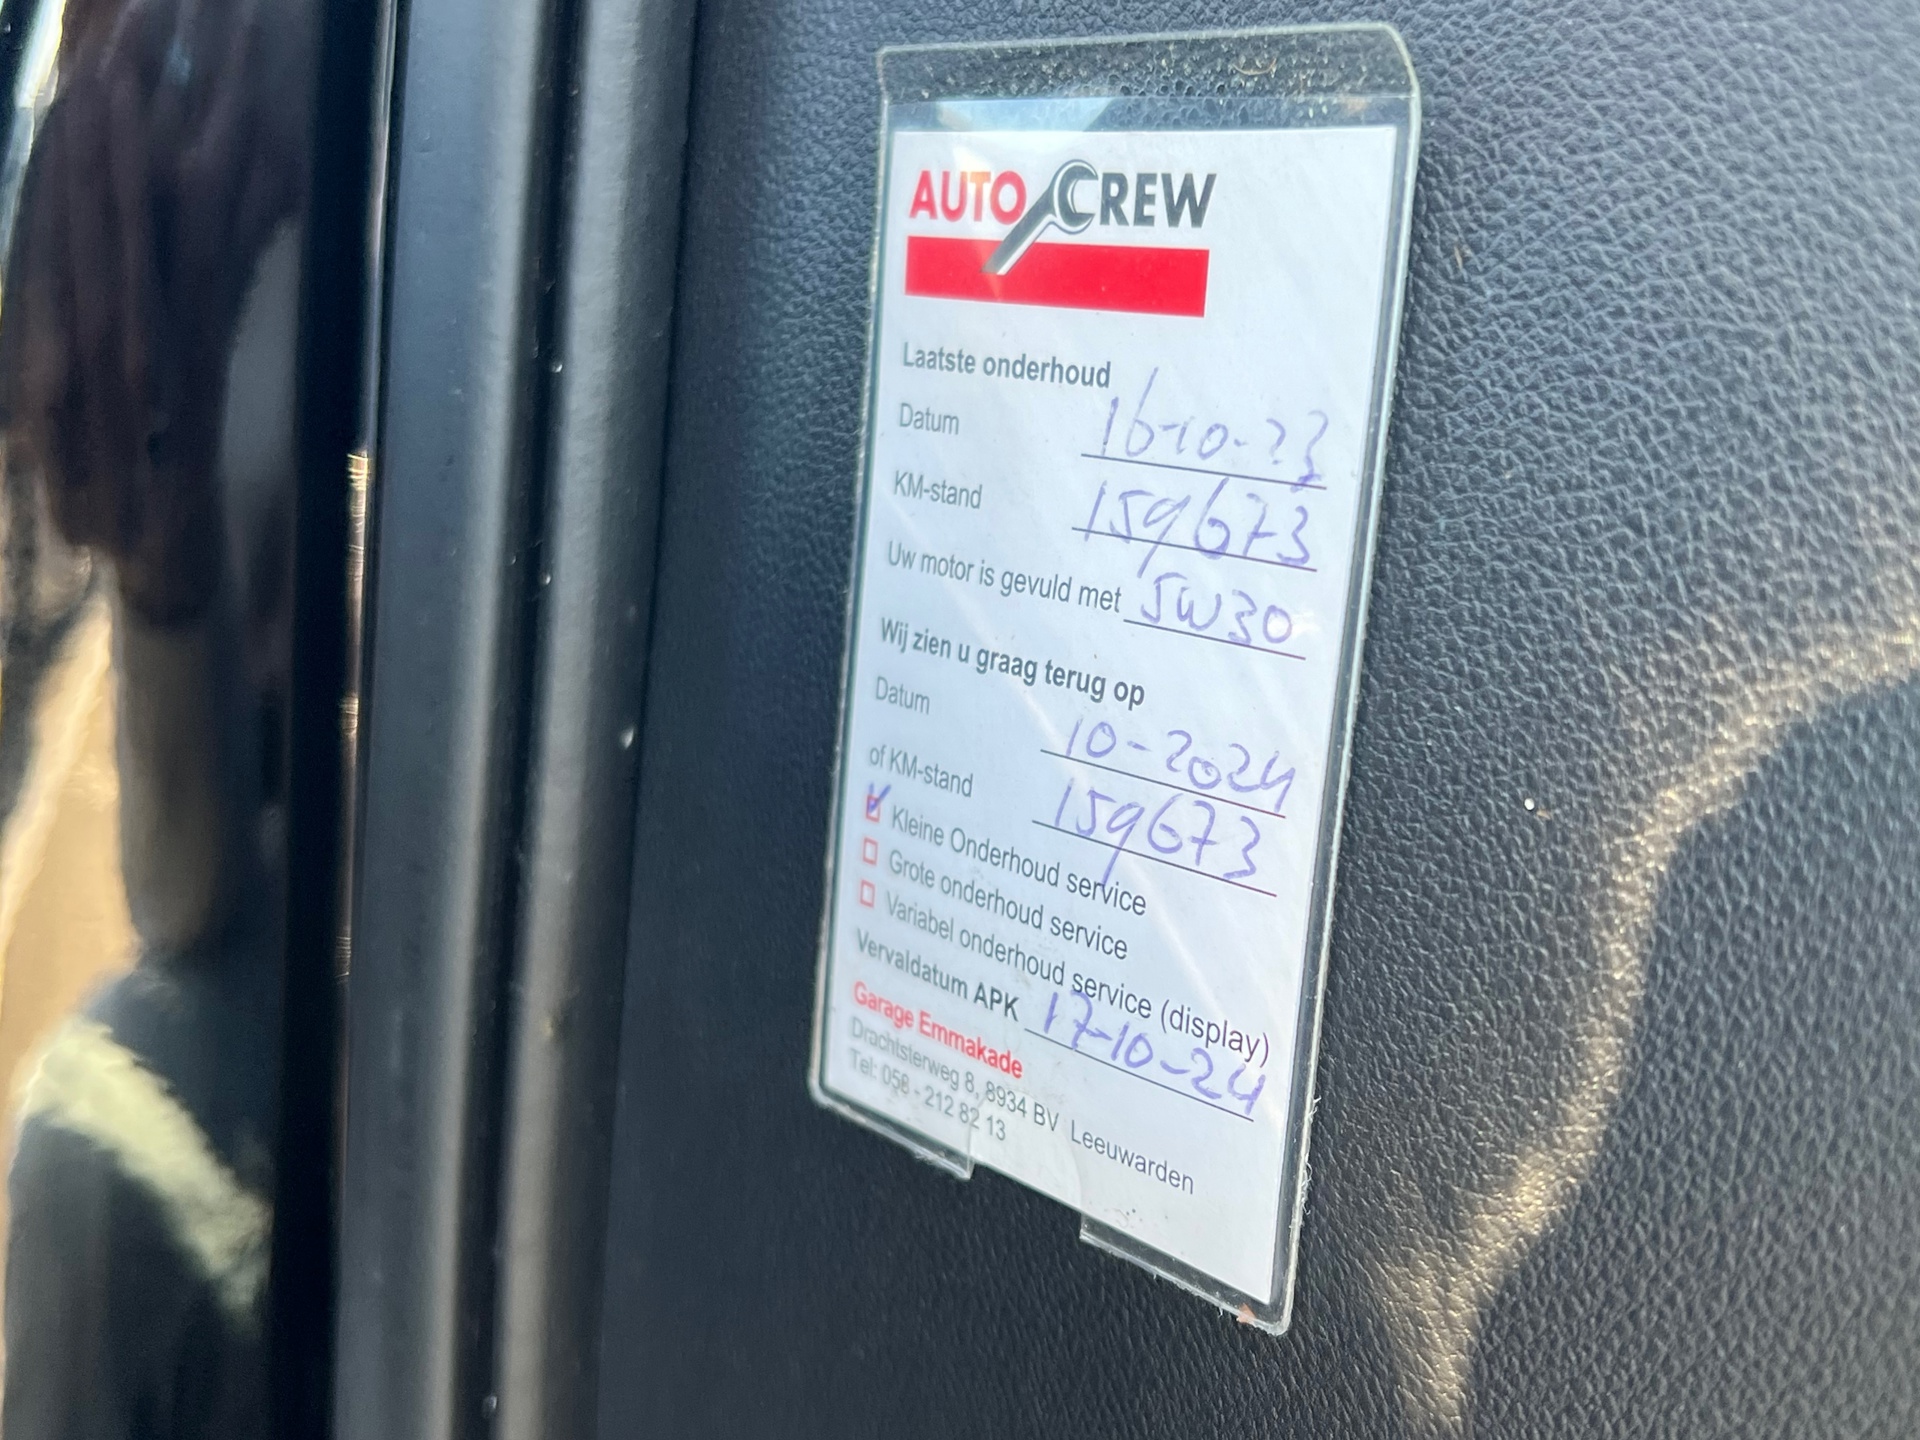 AUTO CREW
Laatste onderhoud
Datum 16-10-23
KM-stand 159673
Uw motor is gevuld met 5W30
Wij zien u graag terug op
Datum 10-2024
of KM-stand 159673
Kleine Onderhoud service
Grote onderhoud service
Variabel onderhoud service (display)
Vervaldatum APK 17-10-24
Garage Emmakade
Drachtsterweg 8, 8934 BV Leeuwarden
Tel: 058 - 212 82 13